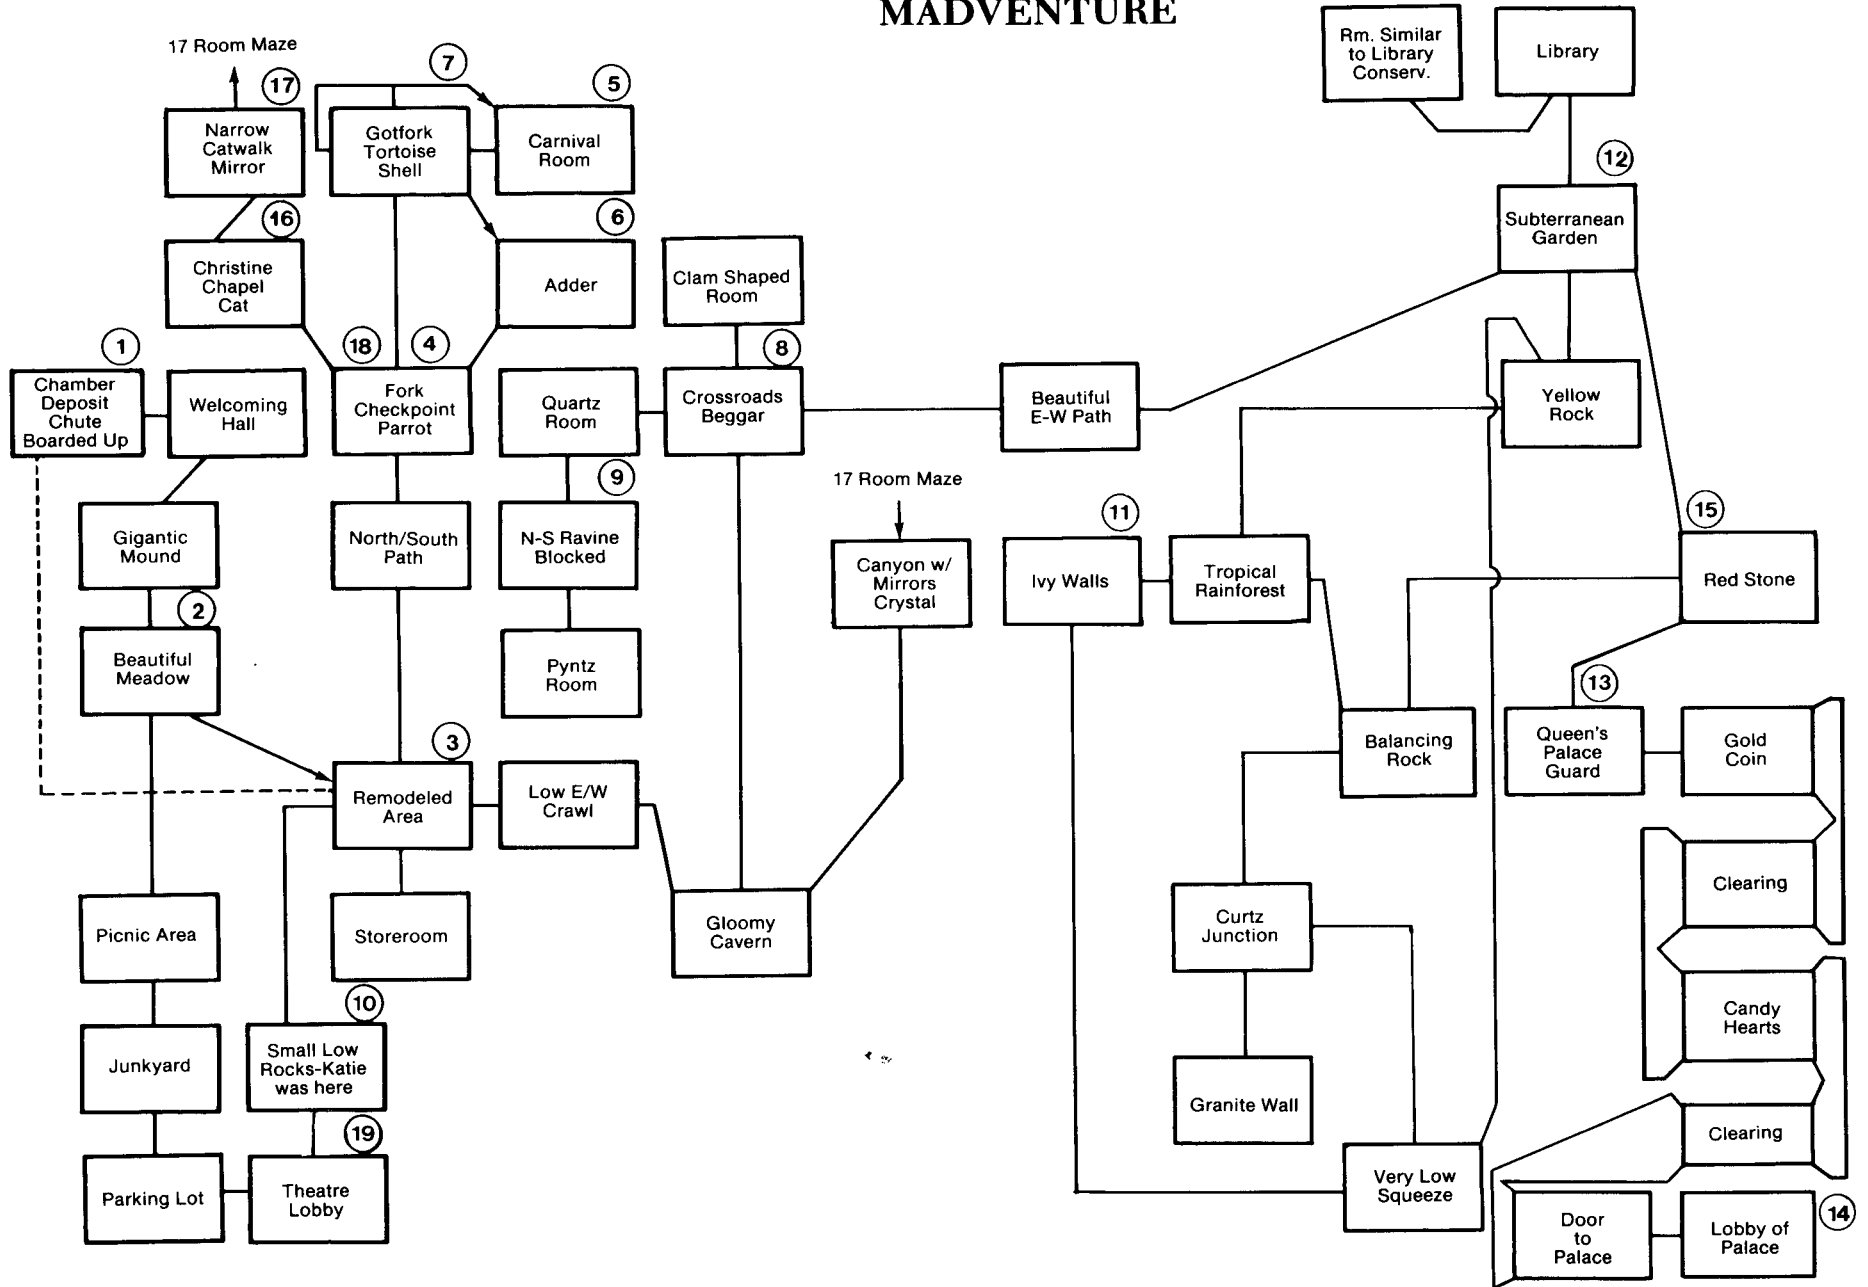 MADVENTURE
17 Room Maze
17
Narrow
Catwalk
Mirror
7
Gotfork
Tortoise
Shell
5
Carnival
Room
Rm. Similar
to Library
Conserv.
Library
12
Subterranean
Garden
16
Christine
Chapel
Cat
6
Adder
Clam Shaped
Room
1
Chamber
Deposit
Chute
Boarded Up
Welcoming
Hall
18
4
Fork
Checkpoint
Parrot
Quartz
Room
8
Crossroads
Beggar
Beautiful
E-W Path
Yellow
Rock
Gigantic
Mound
North/South
Path
9
N-S Ravine
Blocked
17 Room Maze
Canyon w/
Mirrors
Crystal
11
Ivy Walls
Tropical
Rainforest
15
Red Stone
2
Beautiful
Meadow
Pyntz
Room
13
Queen's
Palace
Guard
Gold
Coin
Balancing
Rock
3
Remodeled
Area
Low E/W
Crawl
Clearing
Picnic Area
Storeroom
Gloomy
Cavern
Curtz
Junction
Candy
Hearts
10
Small Low
Rocks-Katie
was here
Junkyard
Granite Wall
Clearing
19
Theatre
Lobby
Parking Lot
Very Low
Squeeze
Door
to
Palace
Lobby of
Palace
14